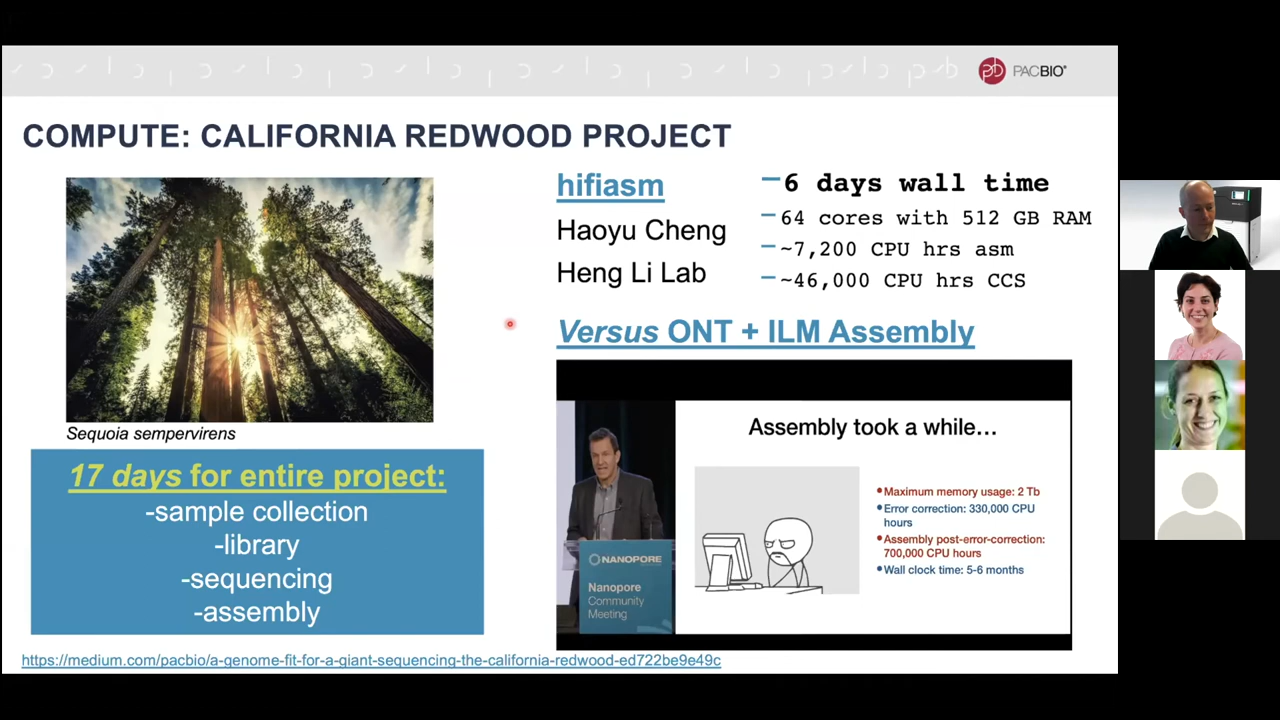 PACBIO®
COMPUTE: CALIFORNIA REDWOOD PROJECT
Sequoia sempervirens
17 days for entire project:
-sample collection
-library
-sequencing
-assembly
hifiasm
Haoyu Cheng
Heng Li Lab
–6 days wall time
–64 cores with 512 GB RAM
–~7,200 CPU hrs asm
–~46,000 CPU hrs CCS
Versus ONT + ILM Assembly
NANOPORE
Nanopore
Community
Meeting
Assembly took a while...
•Maximum memory usage: 2 Tb
•Error correction: 330,000 CPU
hours
•Assembly post-error-correction:
700,000 CPU hours
•Wall clock time: 5-6 months
https://medium.com/pacbio/a-genome-fit-for-a-giant-sequencing-the-california-redwood-ed722be9e49c